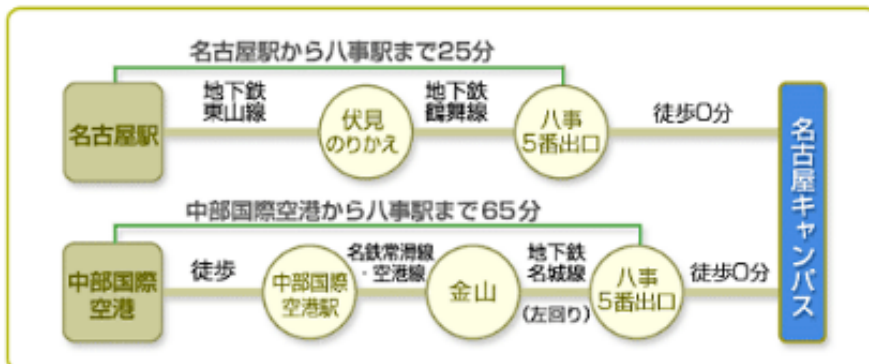 名古屋駅から八事駅まで25分
名古屋駅
地下鉄
東山線
伏見
のりかえ
地下鉄
鶴舞線
八事
5番出口
徒歩0分
名古屋キャンパス
中部国際空港から八事駅まで65分
中部国際
空港
徒歩
中部国際
空港駅
名鉄常滑線
・空港線
金山
地下鉄
名城線
(左回り)
八事
5番出口
徒歩0分